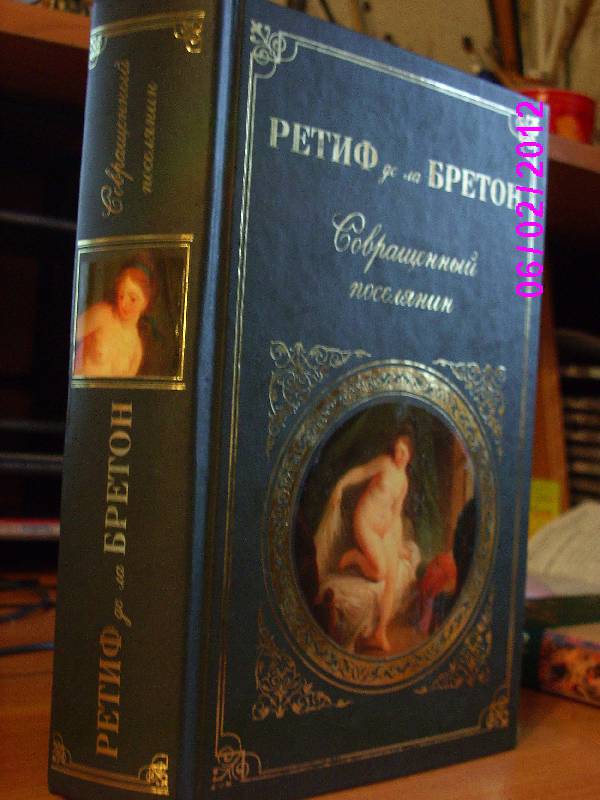 РЕТИФ де ла БРЕТОН
Совращенный
поселянин
Совращенный
поселянин
РЕТИФ де ла БРЕТОН
06/02/2012